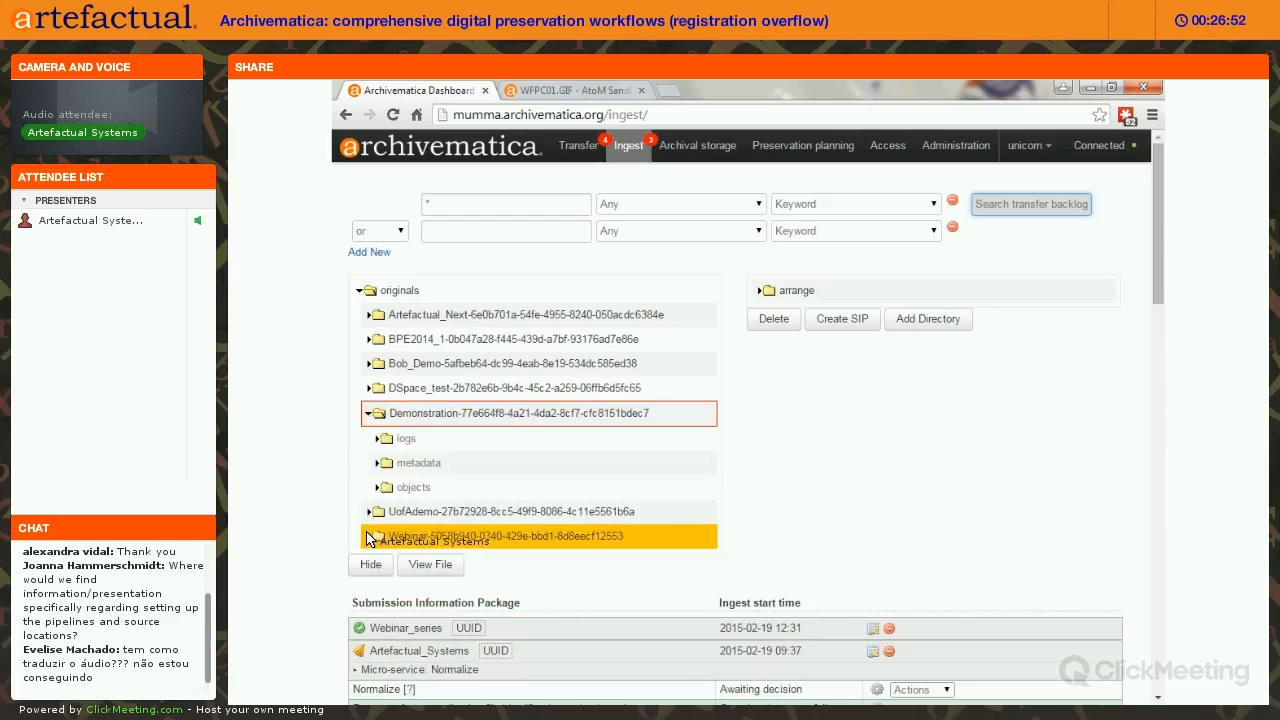 artefactual
Archivematica: comprehensive digital preservation workflows (registration overflow)
00:26:52
CAMERA AND VOICE
Audio attendee:
Artefactual Systems
ATTENDEE LIST
PRESENTERS
Artefactual Syste...
CHAT
alexandra vidal: Thank you
Joanna Hammerschmidt: Where
would we find
information/presentation
specifically regarding setting up
the pipelines and source
locations?
Evelise Machado: tem como
traduzir o áudio??? não estou
conseguindo
Powered by ClickMeeting.com - Host your own meeting
SHARE
Archivematica Dashboard
WFPC01.GIF - AtoM Sand
mumma.archivematica.org/ingest/
62
archivematica
Transfer 4
Ingest 3
Archival storage
Preservation planning
Access
Administration
unicorn
Connected
* Any Keyword Search transfer backlog
or Any Keyword
Add New
originals
Artefactual_Next-6e0b701a-54fe-4955-8240-050acdc6384e
BPE2014_1-0b047a28-f445-439d-a7bf-93176ad7e86e
Bob_Demo-5afbeb64-dc99-4eab-8e19-534dc585ed38
DSpace_test-2b782e6b-9b4c-45c2-a259-06ffb6d5fc65
Demonstration-77e664f8-4a21-4da2-8cf7-cfc8151bdec7
logs
metadata
objects
UofAdemo-27b72928-8cc5-49f9-8086-4c11e5561b6a
Webinar-5058b940-0340-429e-bbd1-8d8eecf12553
Artefactual Systems
Hide View File
arrange
Delete Create SIP Add Directory
Submission Information Package Ingest start time
Webinar_series UUID 2015-02-19 12:31
Artefactual_Systems UUID 2015-02-19 09:37
Micro-service: Normalize
Normalize [?] Awaiting decision Actions
ClickMeeting